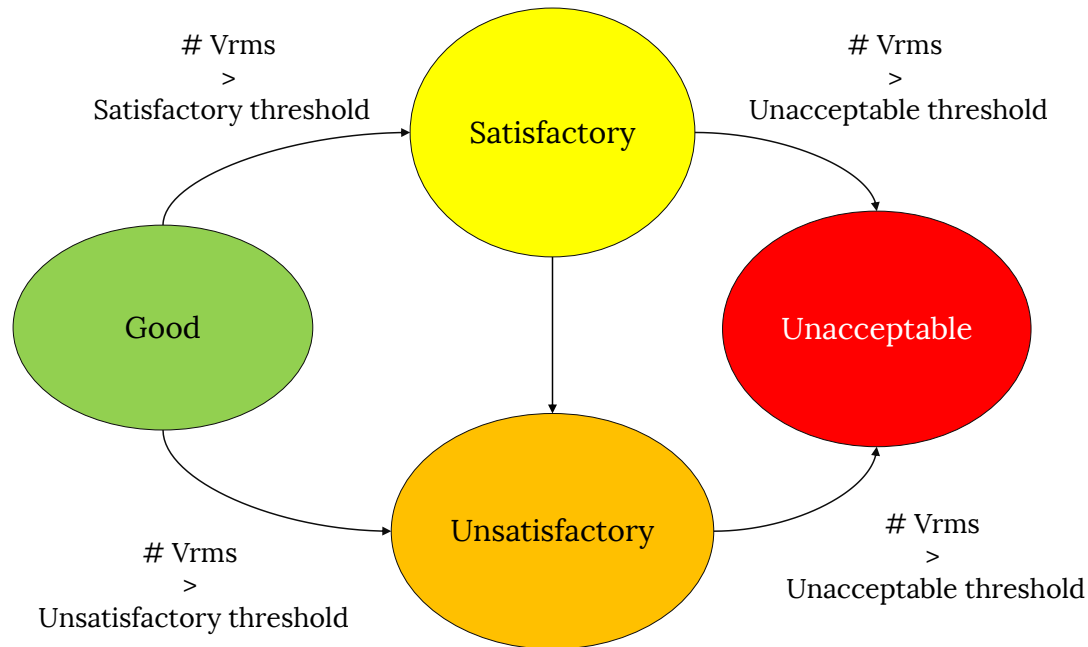 # Vrms
>
Satisfactory threshold
# Vrms
>
Unacceptable threshold
Satisfactory
Good
Unacceptable
Unsatisfactory
# Vrms
>
Unsatisfactory threshold
# Vrms
>
Unacceptable threshold